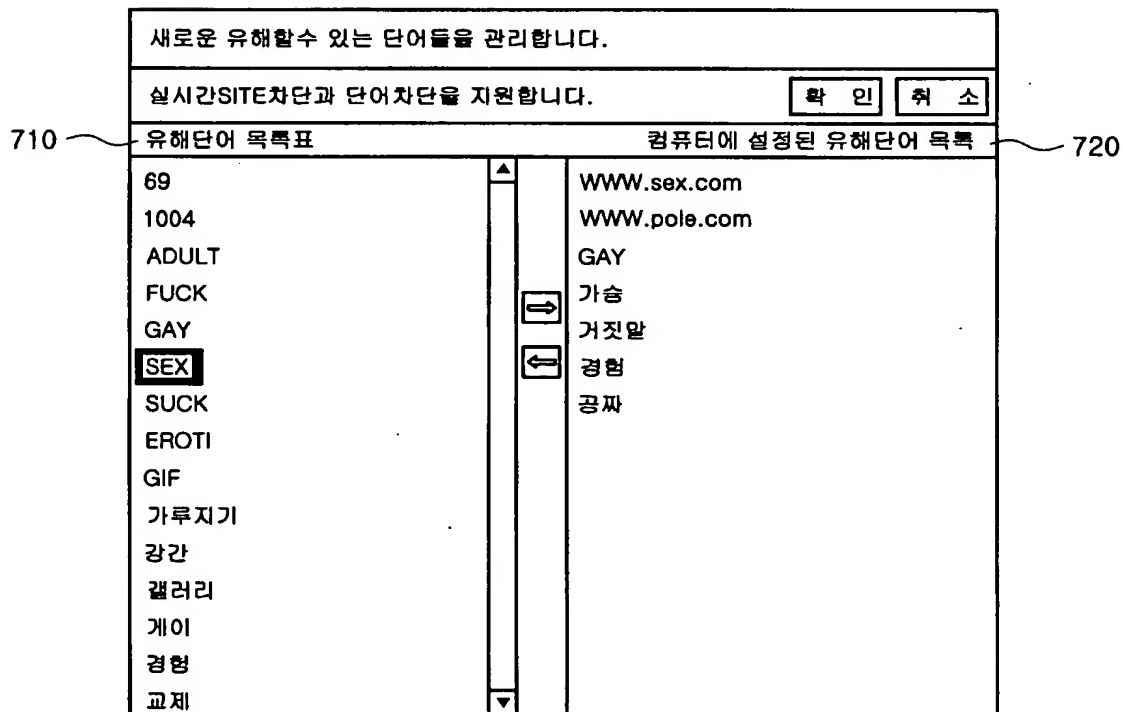 새로운 유해할수 있는 단어들을 관리합니다.
실시간SITE차단과 단어차단을 지원합니다. 확 인 취 소
710 유해단어 목록표 컴퓨터에 설정된 유해단어 목록 720
69
1004
ADULT
FUCK
GAY
SEX
SUCK
EROTI
GIF
가루지기
강간
갤러리
게이
경험
교제
WWW.sex.com
WWW.pole.com
GAY
가슴
거짓말
경험
공짜